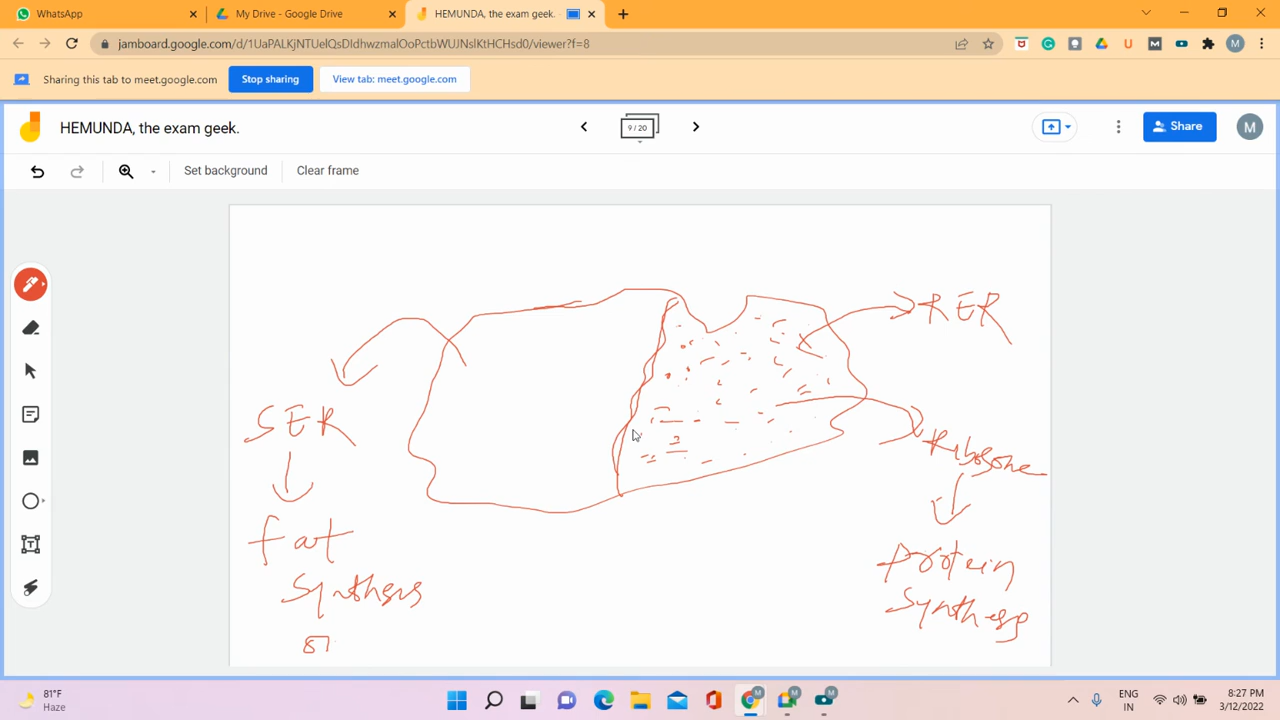 WhatsApp
My Drive - Google Drive
HEMUNDA, the exam geek.
jamboard.google.com/d/1UaPALKjNTUelQsDIdhwzmalOoPctbWUJNslKtHCHsd0/viewer?f=8
Sharing this tab to meet.google.com
Stop sharing
View tab: meet.google.com
HEMUNDA, the exam geek.
9 / 20
Share
M
Set background
Clear frame
RER
SER
Ribosome
fat
synthesis
protein
synthesis
81°F
Haze
ENG
IN
8:27 PM
3/12/2022